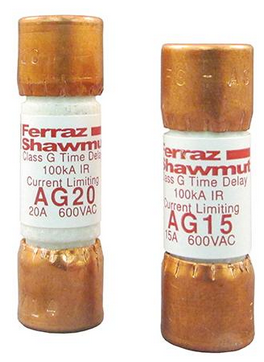 Ferraz
Shawmut
Class G Time Delay
100kA IR
Current Limiting
AG20
20A 600VAC
Ferraz
Shawmut
Class G Time Delay
100kA IR
Current Limiting
AG15
15A 600VAC